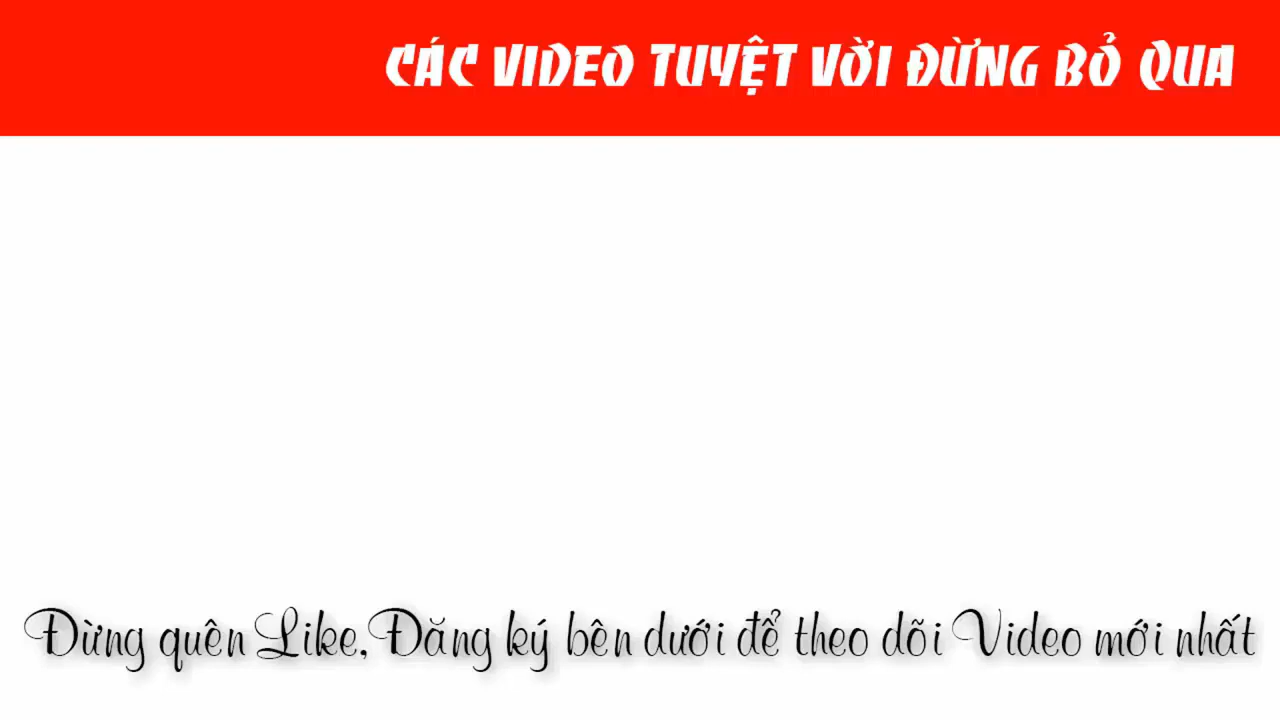 CÁC VIDEO TUYỆT VỜI ĐỪNG BỎ QUA
Đừng quên Like,Đăng ký bên dưới để theo dõi Video mới nhất